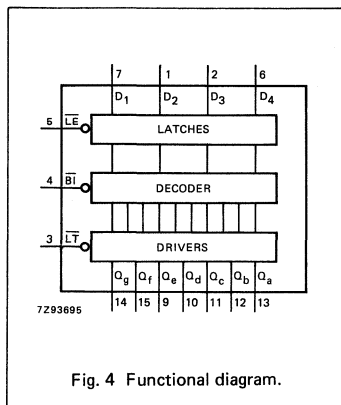 7 1 2 6
D1 D2 D3 D4
5 LE
LATCHES
4 BI
DECODER
3 LT
DRIVERS
Qg Qf Qe Qd Qc Qb Qa
14 15 9 10 11 12 13
7Z93695
Fig. 4 Functional diagram.